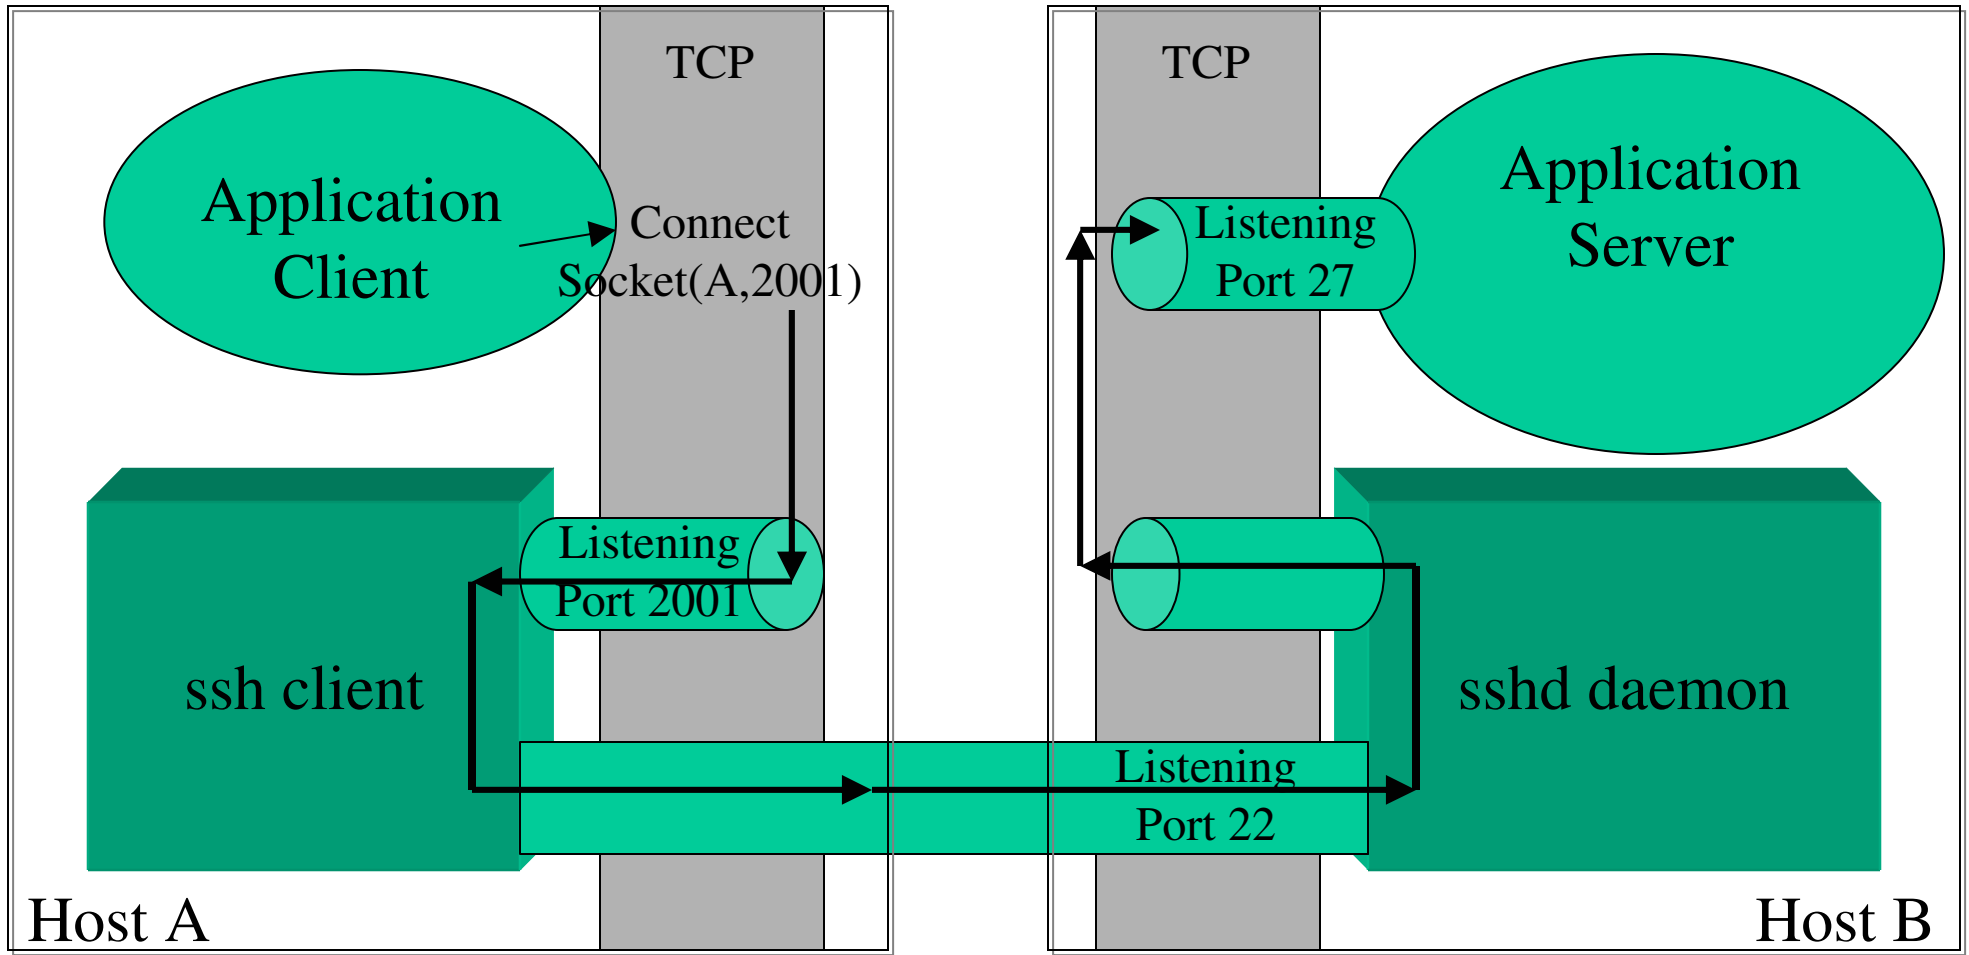 TCP
Application
Client
Connect
Socket(A,2001)
Listening
Port 2001
ssh client
Host A
TCP
Listening
Port 27
Application
Server
sshd daemon
Listening
Port 22
Host B